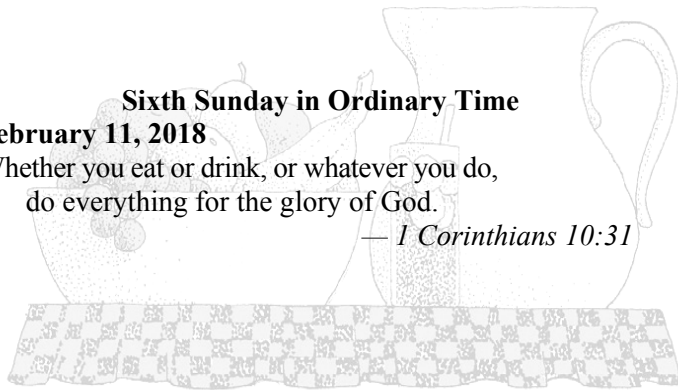 Sixth Sunday in Ordinary Time
ebruary 11, 2018
Whether you eat or drink, or whatever you do,
do everything for the glory of God.
— 1 Corinthians 10:31